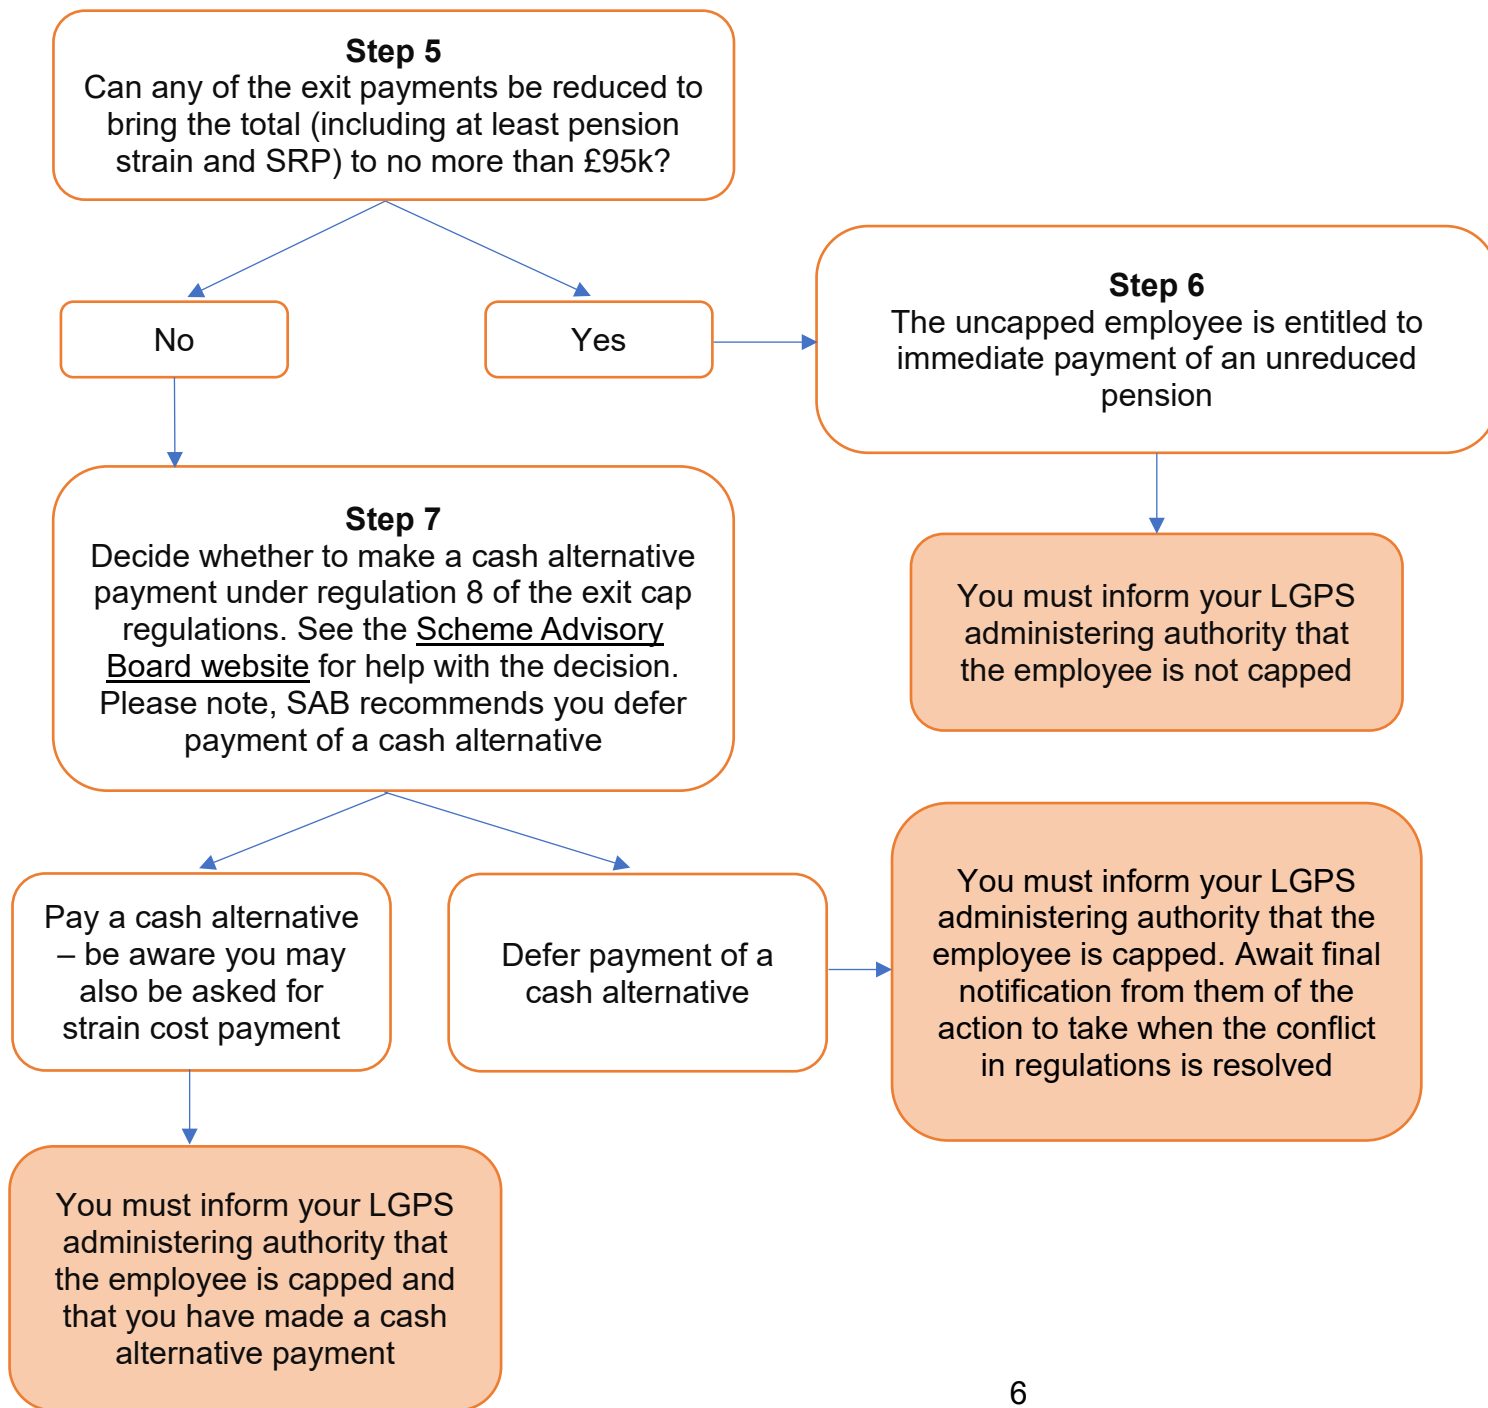 Step 5
Can any of the exit payments be reduced to
bring the total (including at least pension
strain and SRP) to no more than £95k?
No
Yes
Step 6
The uncapped employee is entitled to
immediate payment of an unreduced
pension
You must inform your LGPS
administering authority that
the employee is not capped
Step 7
Decide whether to make a cash alternative
payment under regulation 8 of the exit cap
regulations. See the Scheme Advisory
Board website for help with the decision.
Please note, SAB recommends you defer
payment of a cash alternative
Pay a cash alternative
– be aware you may
also be asked for
strain cost payment
Defer payment of a
cash alternative
You must inform your LGPS
administering authority that the
employee is capped. Await final
notification from them of the
action to take when the conflict
in regulations is resolved
You must inform your LGPS
administering authority that
the employee is capped and
that you have made a cash
alternative payment
6